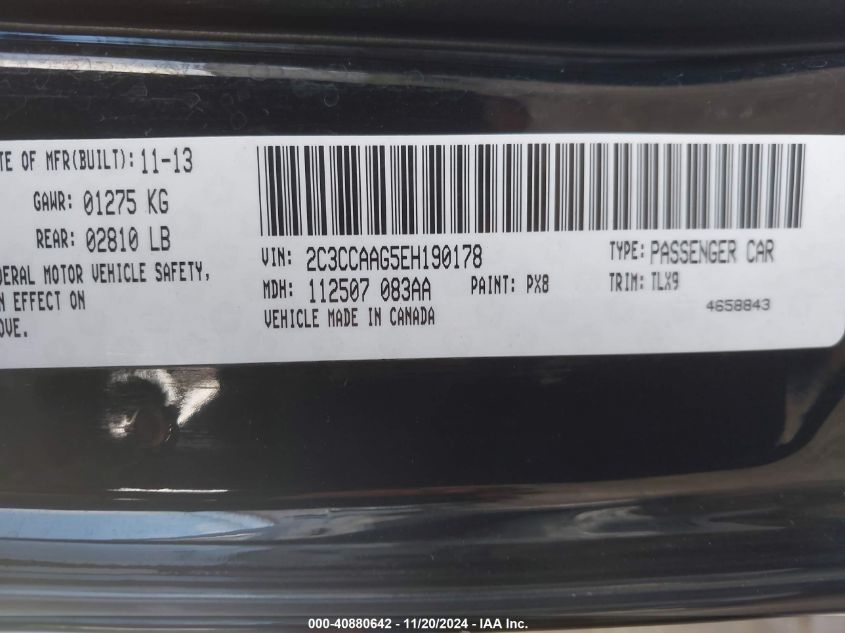 TE OF MFR(BUILT): 11-13
GAWR: 01275 KG
REAR: 02810 LB
DERAL MOTOR VEHICLE SAFETY,
N EFFECT ON
OVE.
VIN: 2C3CCAAG5EH190178 TYPE: PASSENGER CAR
MDH: 112507 083AA PAINT: PX8 TRIM: TLX9
VEHICLE MADE IN CANADA
4658843
000-40880642 - 11/20/2024 - IAA Inc.